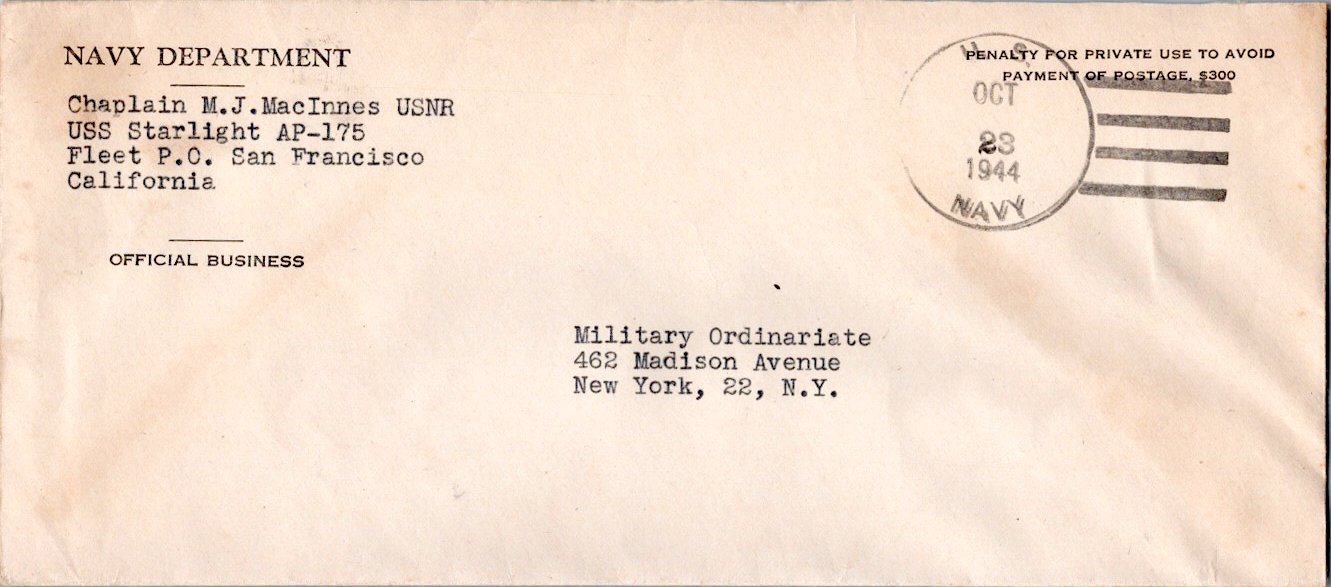 NAVY DEPARTMENT
Chaplain M.J.MacInnes USNR
USS Starlight AP-175
Fleet P.O. San Francisco
California
OFFICIAL BUSINESS
PENALTY FOR PRIVATE USE TO AVOID
PAYMENT OF POSTAGE, $300
U. S.
OCT
23
1944
NAVY
Military Ordinariate
462 Madison Avenue
New York, 22, N.Y.